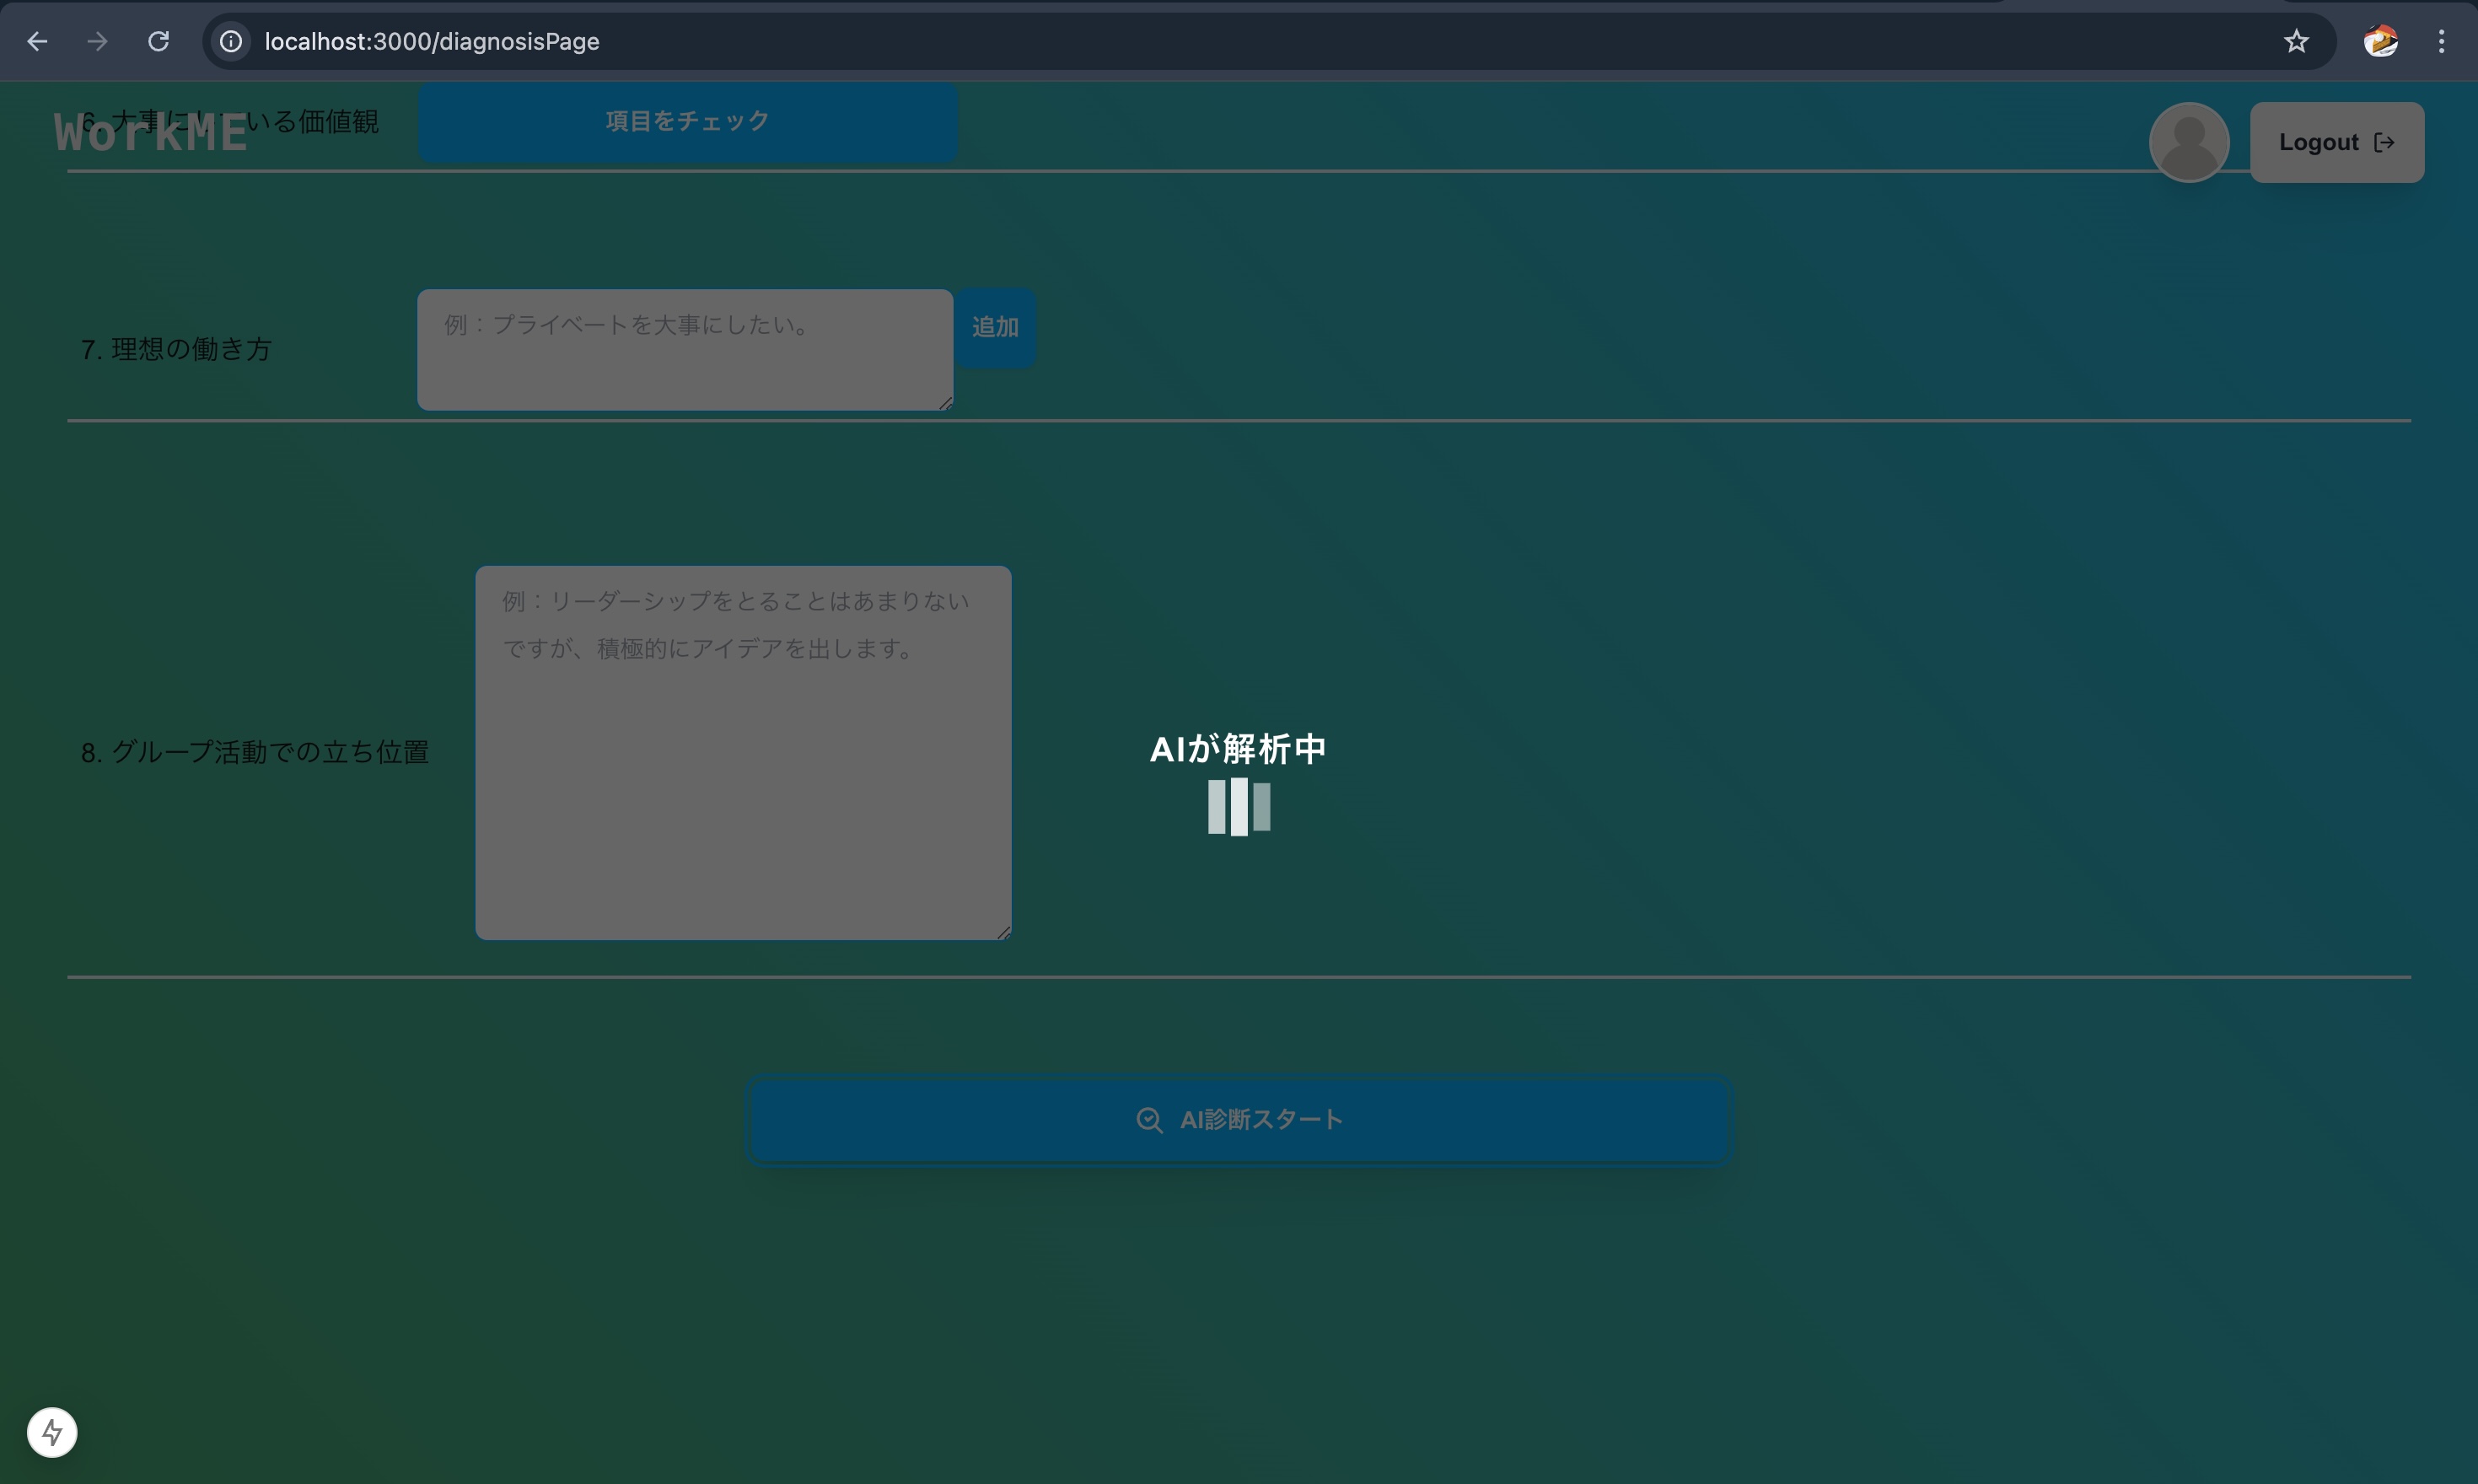 localhost:3000/diagnosisPage
WorkME
6. 大事にしている価値観
項目をチェック
Logout
7. 理想の働き方
例：プライベートを大事にしたい。
追加
8. グループ活動での立ち位置
例：リーダーシップをとることはあまりない
ですが、積極的にアイデアを出します。
AIが解析中
AI診断スタート